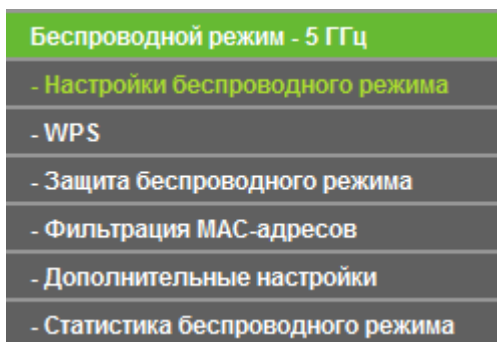 Беспроводной режим - 5 ГГц
- Настройки беспроводного режима
- WPS
- Защита беспроводного режима
- Фильтрация MAC-адресов
- Дополнительные настройки
- Статистика беспроводного режима